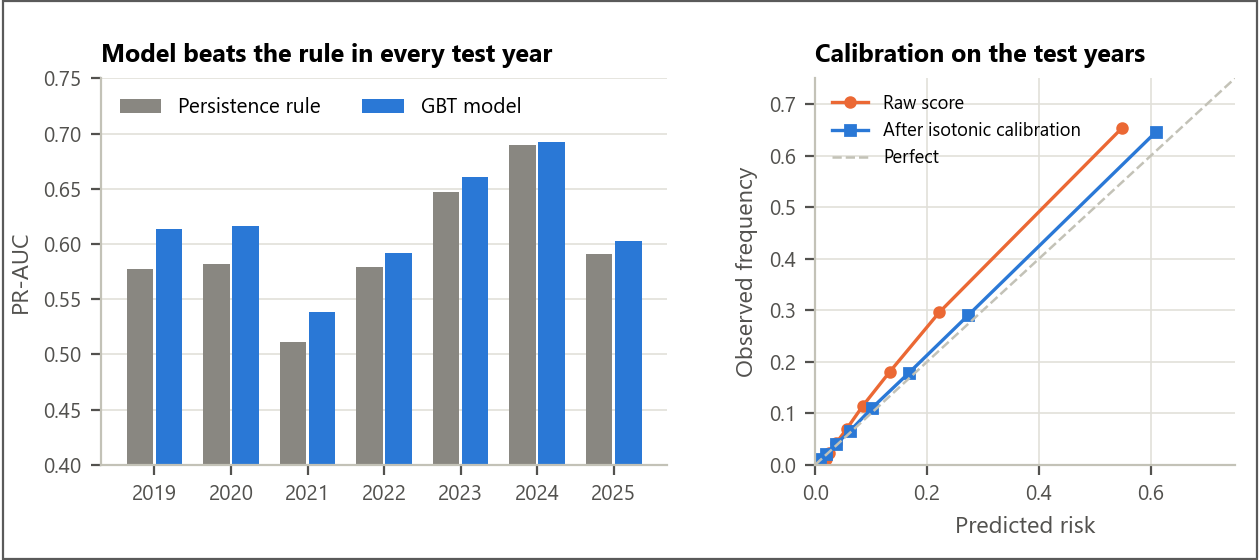 Model beats the rule in every test year
PR-AUC
0.75
0.70
0.65
0.60
0.55
0.50
0.45
0.40
Persistence rule
GBT model
2019 2020 2021 2022 2023 2024 2025
Calibration on the test years
Observed frequency
0.7
0.6
0.5
0.4
0.3
0.2
0.1
0.0
Raw score
After isotonic calibration
Perfect
0.0 0.2 0.4 0.6
Predicted risk